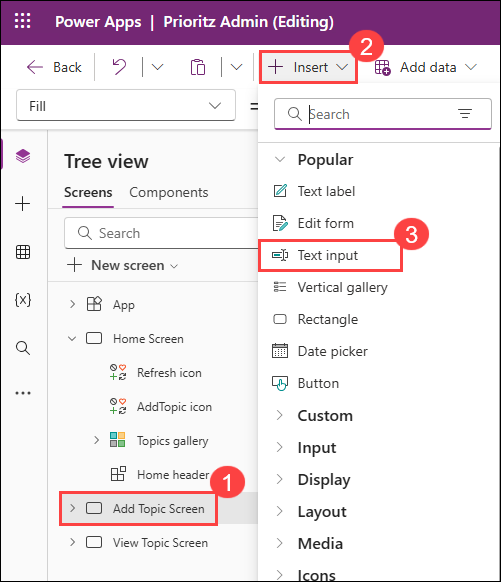 Power Apps | Prioritz Admin (Editing)
2
Back
Insert
Add data
Fill
=
Search
Tree view
Popular
Screens Components
Text label
3
Search
Edit form
Text input
New screen
Vertical gallery
App
Rectangle
{x}
Home Screen
Date picker
Refresh icon
Button
AddTopic icon
Custom
Topics gallery
Input
Home header
1
Display
Add Topic Screen
Layout
View Topic Screen
Media
Icons